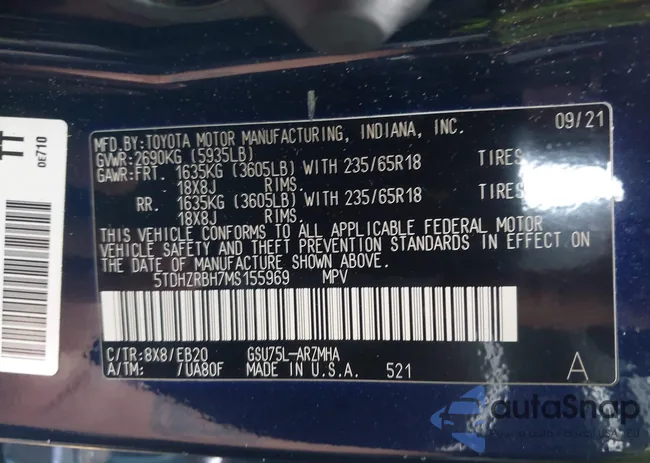 TT
0E710
MFD.BY:TOYOTA MOTOR MANUFACTURING, INDIANA, INC. 09/21
GVWR:2690KG (5935LB)
GAWR:FRT. 1635KG (3605LB) WITH 235/65R18 TIRES
18X8J RIMS.
RR. 1635KG (3605LB) WITH 235/65R18 TIRES
18X8J RIMS.
THIS VEHICLE CONFORMS TO ALL APPLICABLE FEDERAL MOTOR
VEHICLE SAFETY AND THEFT PREVENTION STANDARDS IN EFFECT ON
THE DATE OF MANUFACTURE SHOWN ABOVE.
5TDHZRBH7MS155969 MPV
C/TR:8X8/EB20 GSU75L-ARZMHA
A/TM: /UA80F MADE IN U.S.A. 521 A
autoSnap